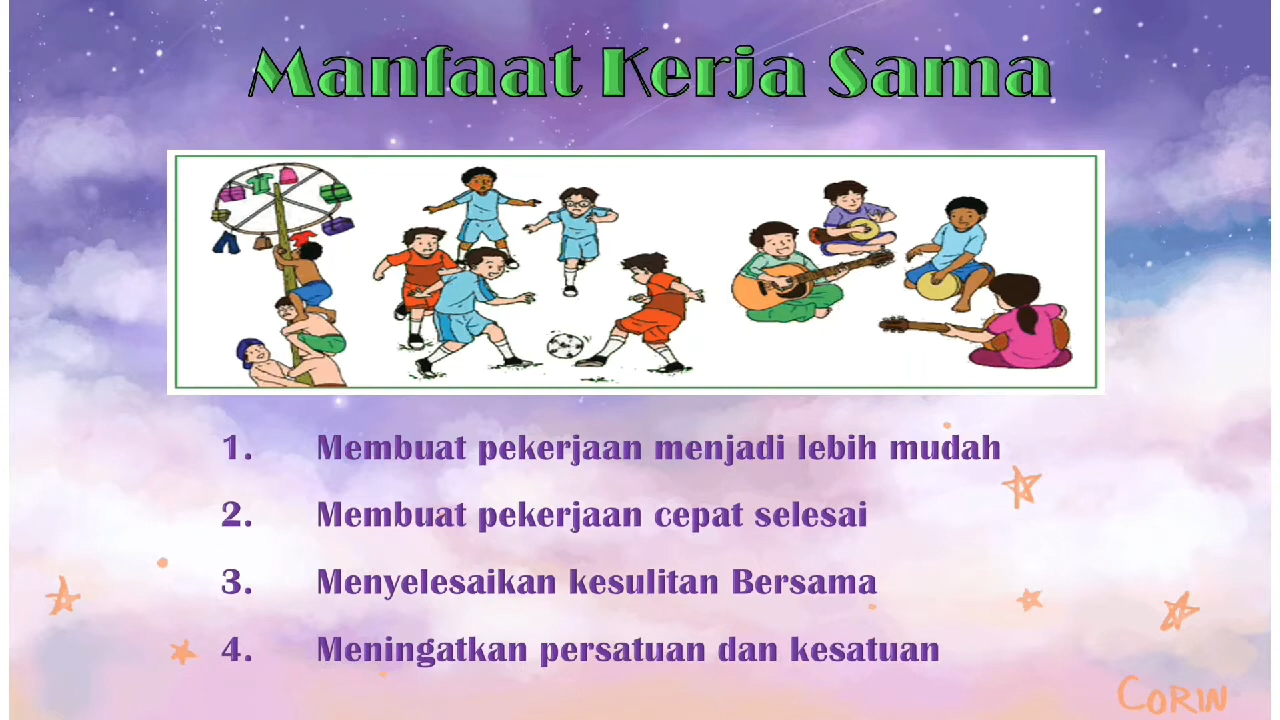 Manfaat Kerja Sama
1. Membuat pekerjaan menjadi lebih mudah
2. Membuat pekerjaan cepat selesai
3. Menyelesaikan kesulitan Bersama
4. Meningatkan persatuan dan kesatuan
CORIN